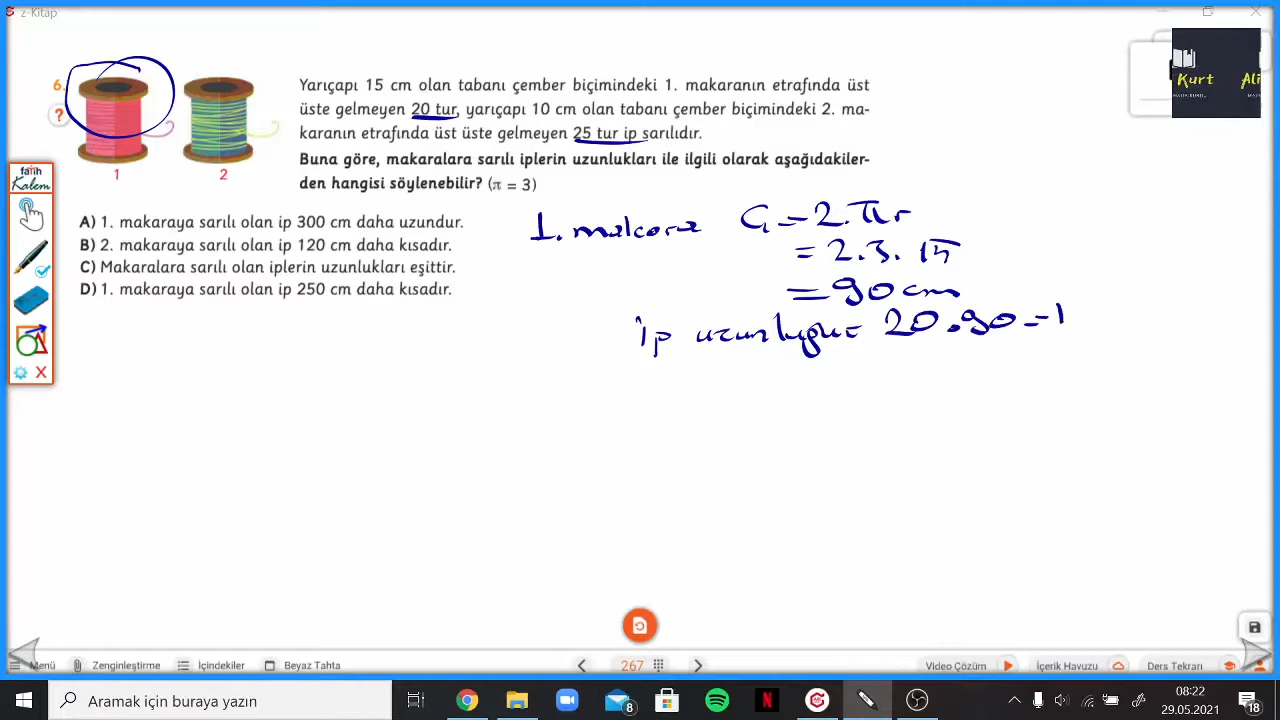 z-Kitap
Kurt Ali
6.
?
1
2
Yarıçapı 15 cm olan tabanı çember biçimindeki 1. makaranın etrafında üst
üste gelmeyen 20 tur, yarıçapı 10 cm olan tabanı çember biçimindeki 2. ma-
karanın etrafında üst üste gelmeyen 25 tur ip sarılıdır.
Buna göre, makaralara sarılı iplerin uzunlukları ile ilgili olarak aşağıdakiler-
den hangisi söylenebilir? (π = 3)
A) 1. makaraya sarılı olan ip 300 cm daha uzundur.
B) 2. makaraya sarılı olan ip 120 cm daha kısadır.
C) Makaralara sarılı olan iplerin uzunlukları eşittir.
D) 1. makaraya sarılı olan ip 250 cm daha kısadır.
1. makara Ç = 2.πr
= 2.3.15
= 90 cm
ip uzunluğu = 20.90 = 1
fatih
Kalem
Menü Zenginleştirme İçindekiler Beyaz Tahta 267 Video Çözüm İçerik Havuzu Ders Tekrarı
Aramak için buraya yazın
8
08:22
29.05.2021
18